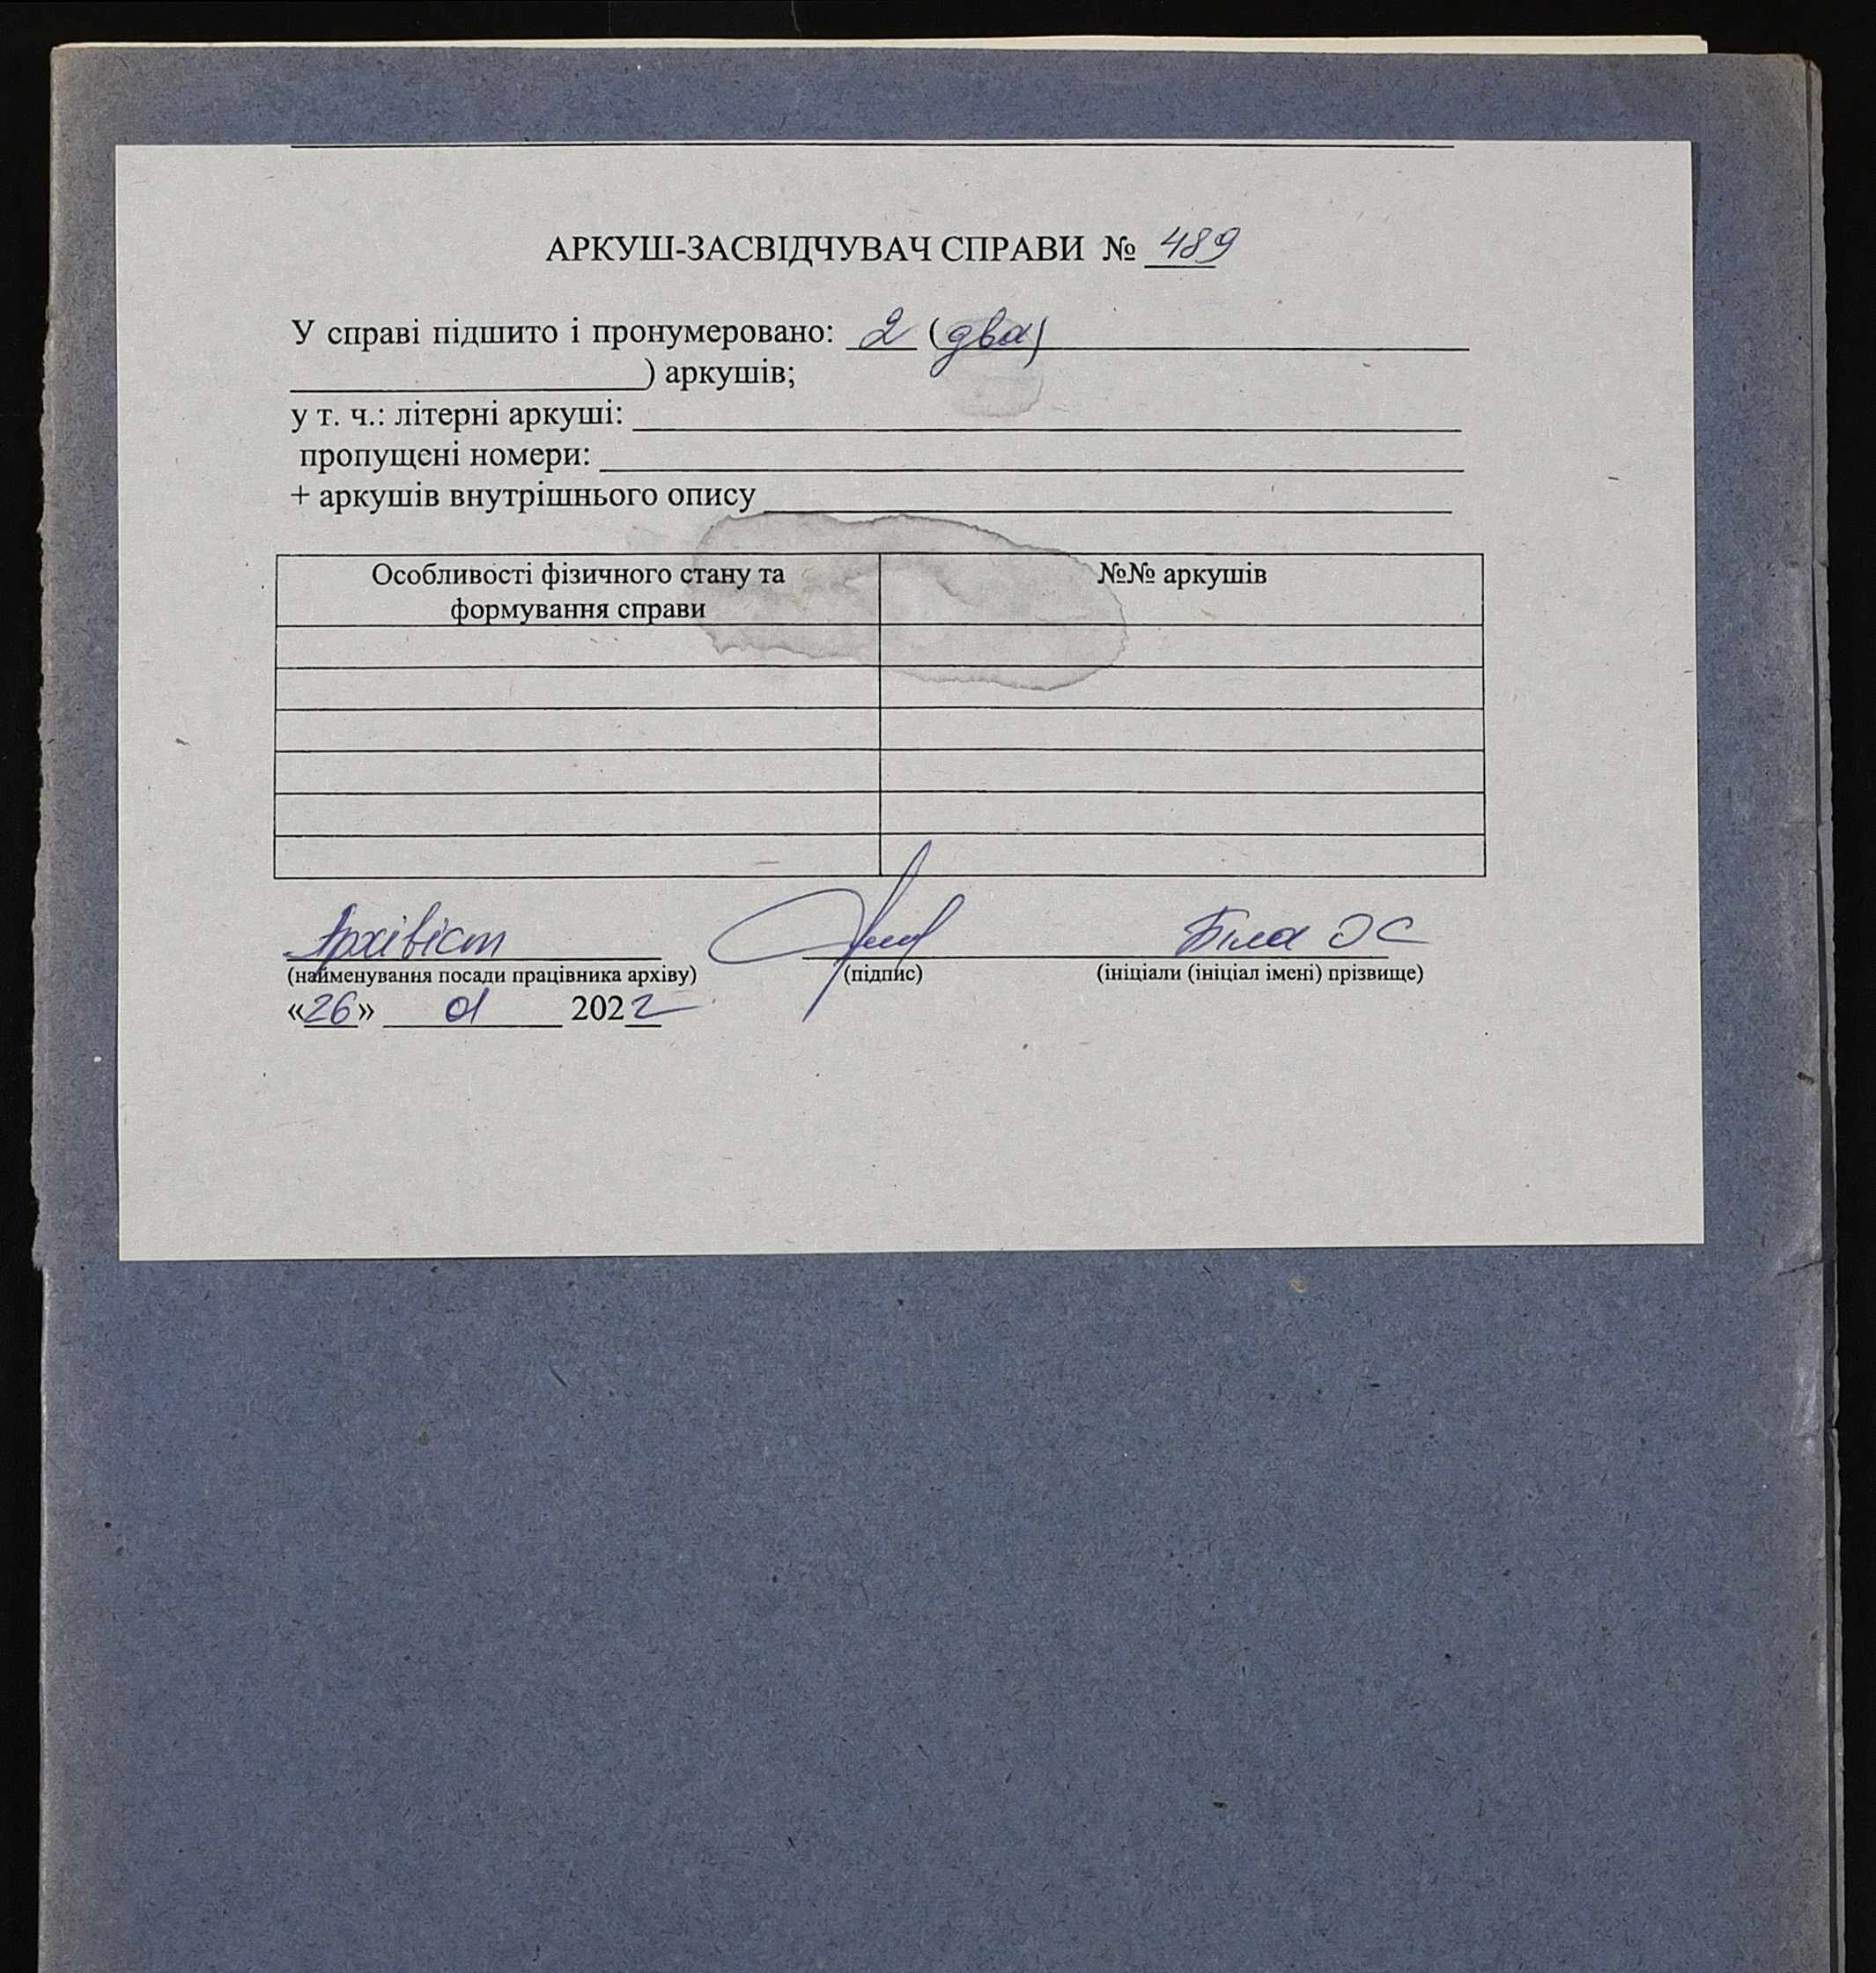 АРКУШ-ЗАСВІДЧУВАЧ СПРАВИ № 489
У справі підшито і пронумеровано: 2 (два)
) аркушів;
у т. ч.: літерні аркуші:
пропущені номери:
+ аркушів внутрішнього опису
Особливості фізичного стану та формування справи
№№ аркушів
Архівіст
Біла ОС
(найменування посади працівника архіву) (підпис) (ініціали (ініціал імені) прізвище)
«26» 01 2022